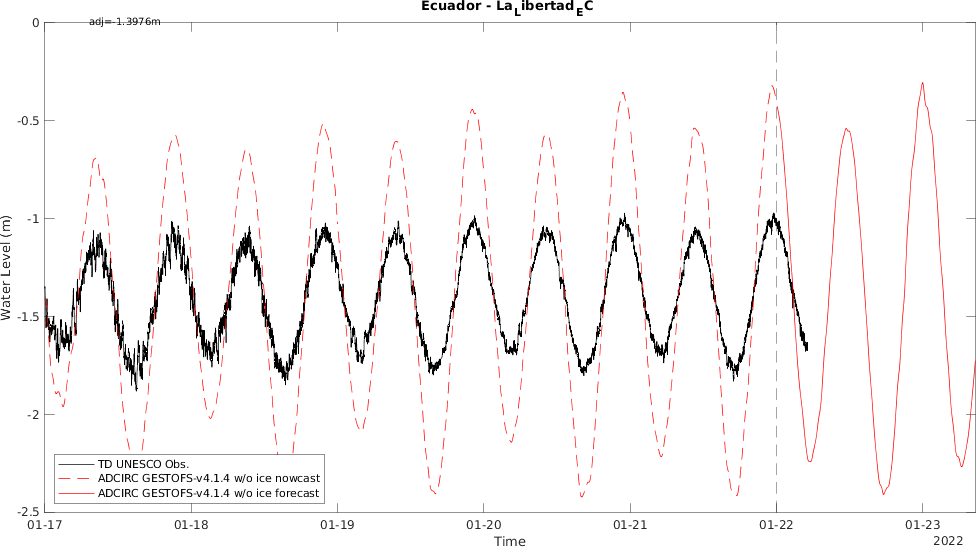 Ecuador - LaLibertadEC
adj=-1.3976m
0
-0.5
-1
-1.5
-2
-2.5
Water Level (m)
TD UNESCO Obs.
ADCIRC GESTOFS-v4.1.4 w/o ice nowcast
ADCIRC GESTOFS-v4.1.4 w/o ice forecast
01-17 01-18 01-19 01-20 01-21 01-22 01-23
Time
2022